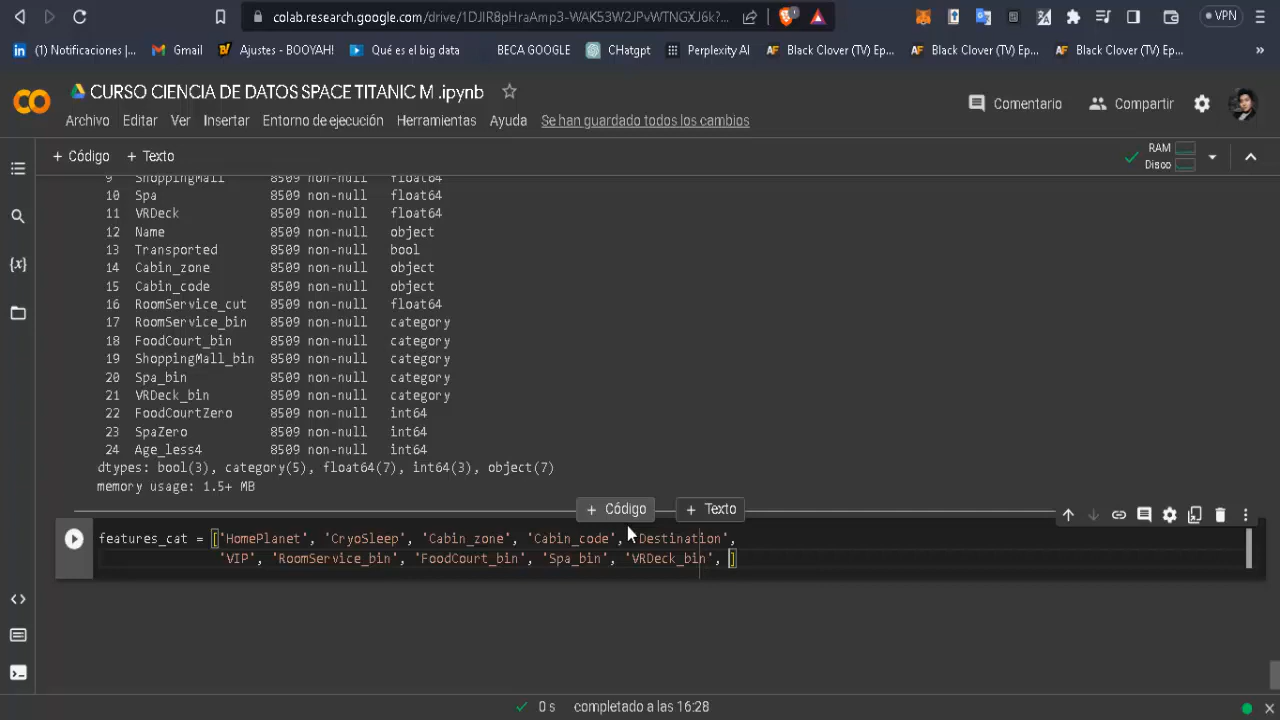 colab.research.google.com/drive/1DJIR8pHraAmp3-WAK53W2JPvWTNGXJ6k?...
VPN
(1) Notificaciones |...
Gmail
Ajustes - BOOYAH!
Qué es el big data
BECA GOOGLE
CHatgpt
Perplexity AI
Black Clover (TV) Ep...
Black Clover (TV) Ep...
Black Clover (TV) Ep...
»
CURSO CIENCIA DE DATOS SPACE TITANIC M .ipynb
Comentario
Compartir
Archivo Editar Ver Insertar Entorno de ejecución Herramientas Ayuda Se han guardado todos los cambios
+ Código + Texto
RAM
Disco
9 ShoppingMall 8509 non-null float64
10 Spa 8509 non-null float64
11 VRDeck 8509 non-null float64
12 Name 8509 non-null object
13 Transported 8509 non-null bool
14 Cabin_zone 8509 non-null object
15 Cabin_code 8509 non-null object
16 RoomService_cut 8509 non-null float64
17 RoomService_bin 8509 non-null category
18 FoodCourt_bin 8509 non-null category
19 ShoppingMall_bin 8509 non-null category
20 Spa_bin 8509 non-null category
21 VRDeck_bin 8509 non-null category
22 FoodCourtZero 8509 non-null int64
23 SpaZero 8509 non-null int64
24 Age_less4 8509 non-null int64
dtypes: bool(3), category(5), float64(7), int64(3), object(7)
memory usage: 1.5+ MB
+ Código + Texto
features_cat = ['HomePlanet', 'CryoSleep', 'Cabin_zone', 'Cabin_code', 'Destination',
'VIP', 'RoomService_bin', 'FoodCourt_bin', 'Spa_bin', 'VRDeck_bin', ]
0 s completado a las 16:28